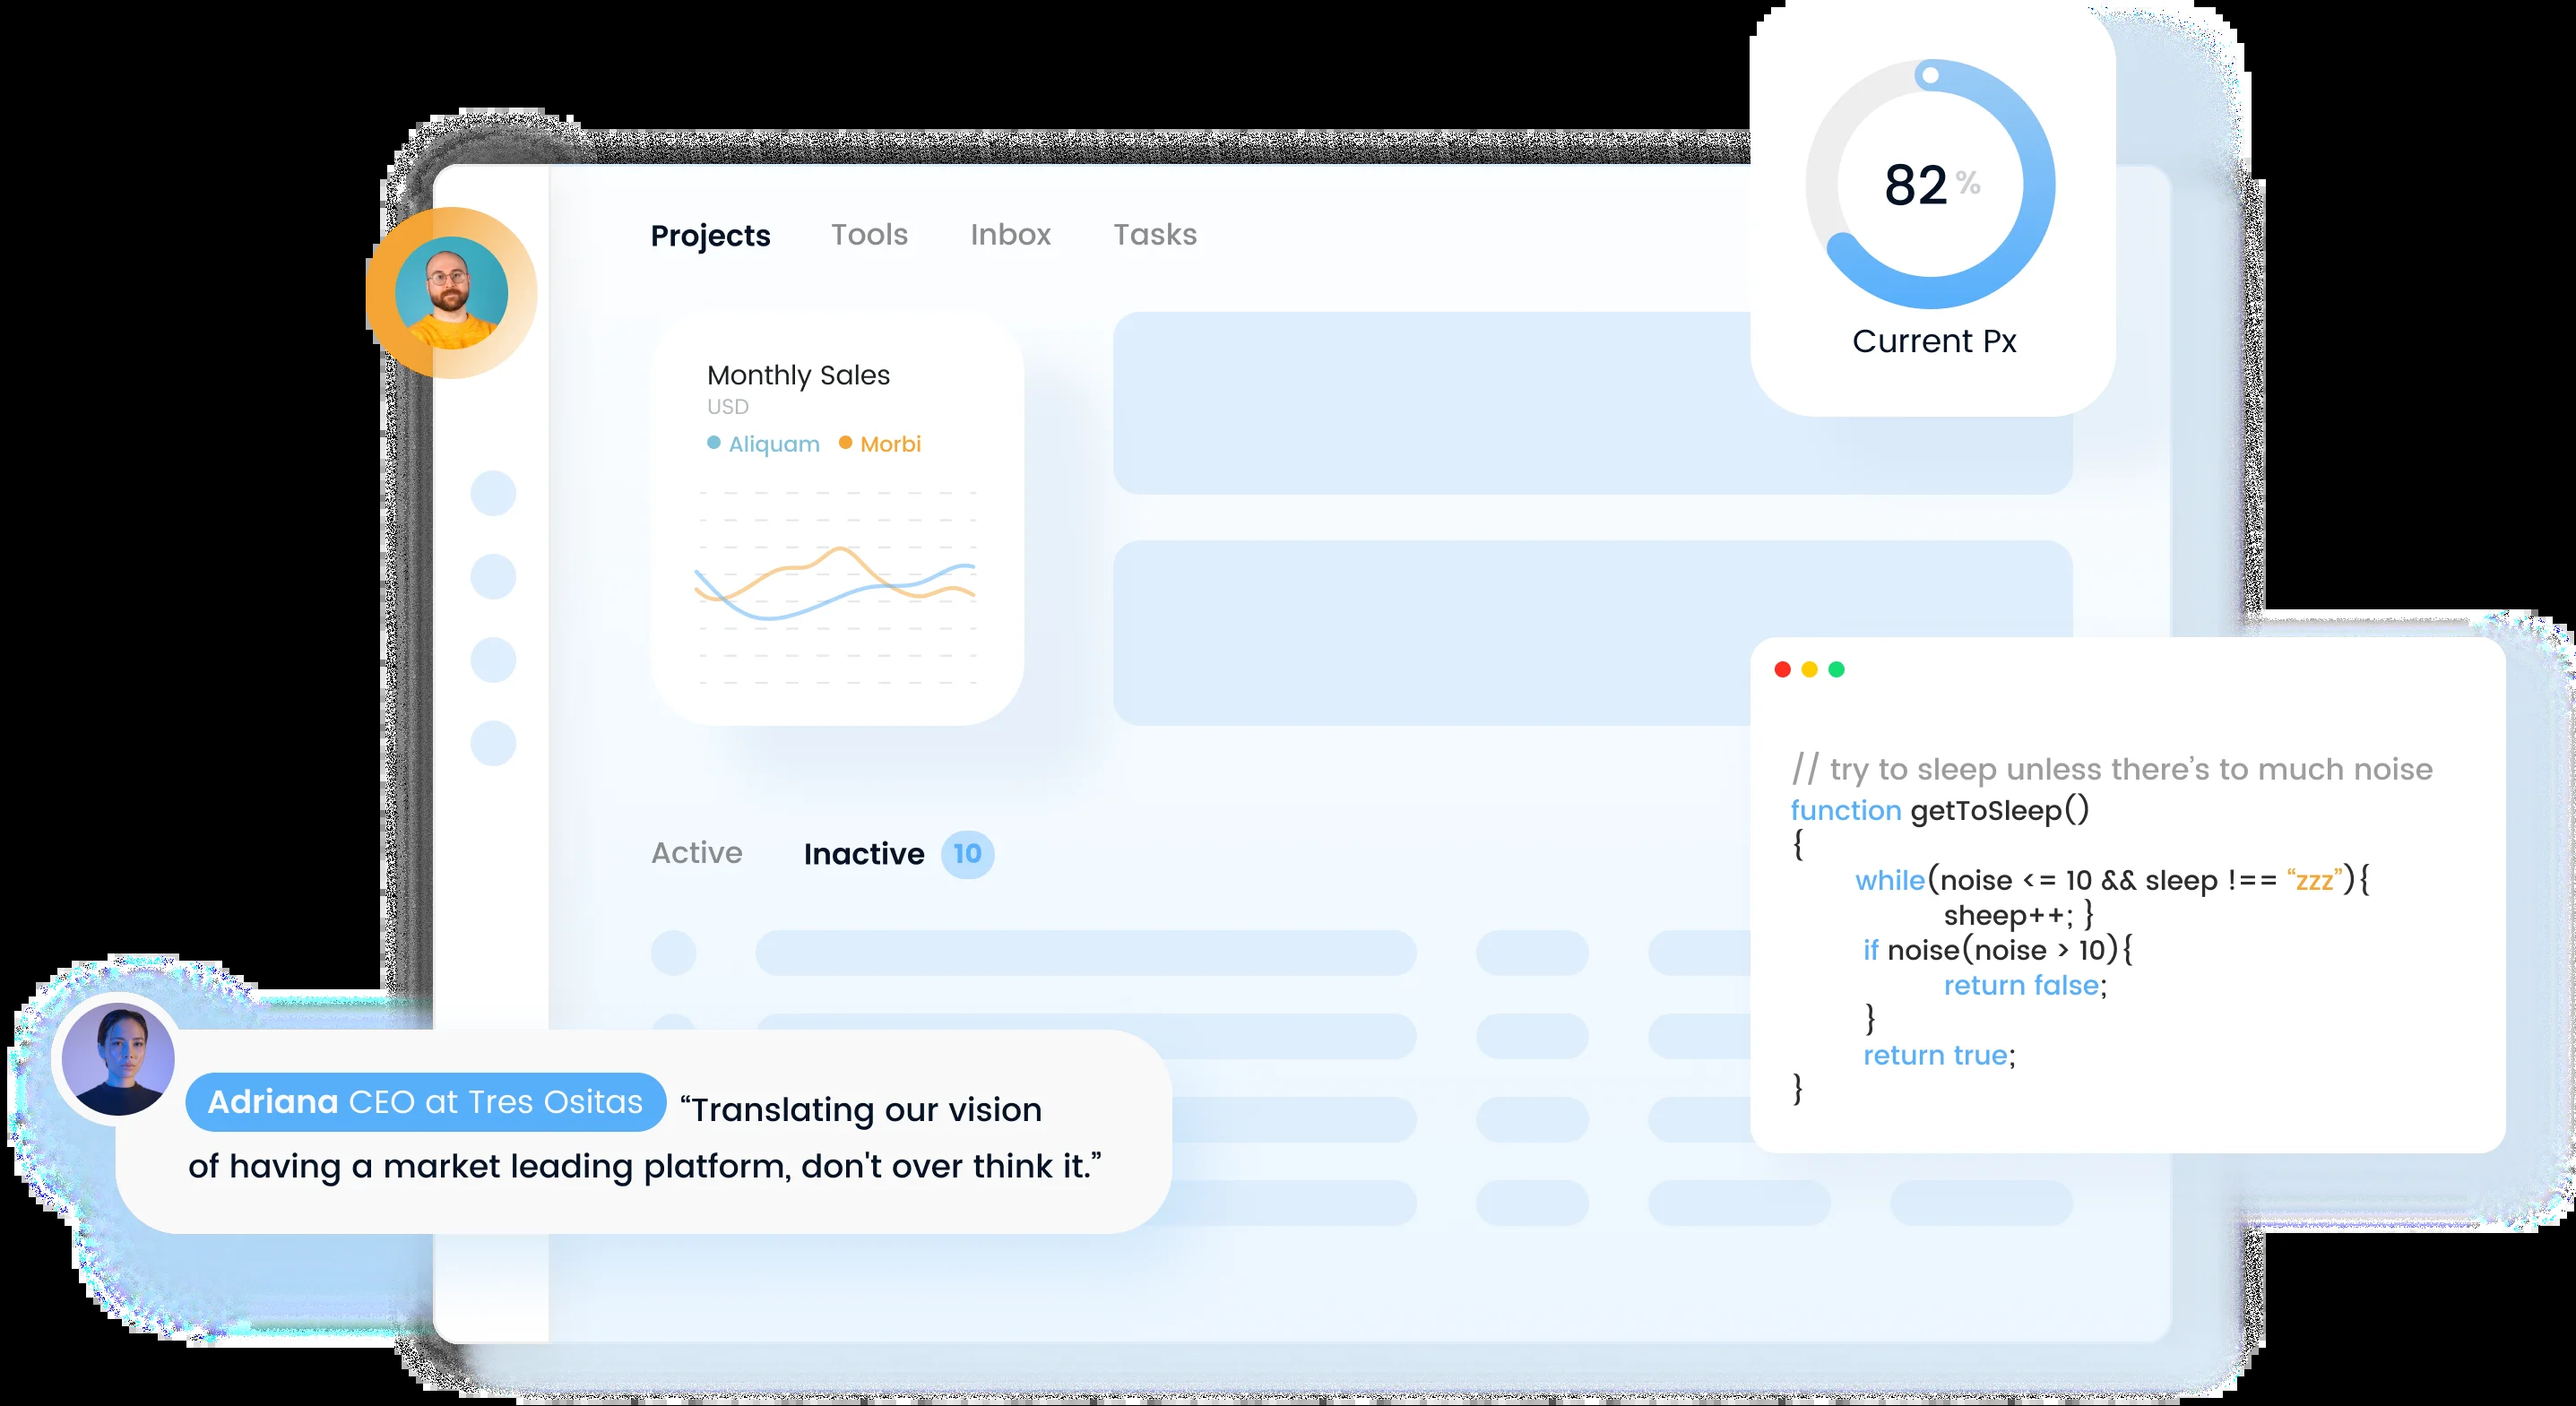 Projects Tools Inbox Tasks
82 %
Current Px
Monthly Sales
USD
Aliquam Morbi
// try to sleep unless there’s to much noise
function getToSleep()
{
while(noise <= 10 && sleep !== “zzz”){
sheep++; }
if noise(noise > 10){
return false;
}
return true;
}
Active Inactive 10
Adriana CEO at Tres Ositas “Translating our vision
of having a market leading platform, don't over think it.”